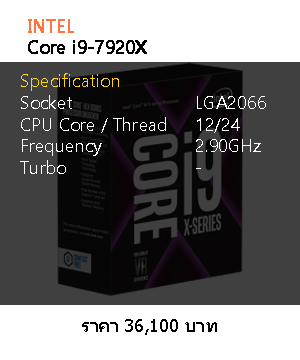 INTEL
Core i9-7920X
Specification
Socket LGA2066
CPU Core / Thread 12/24
Frequency 2.90GHz
Turbo -
CORE i9
X-SERIES
ราคา 36,100 บาท